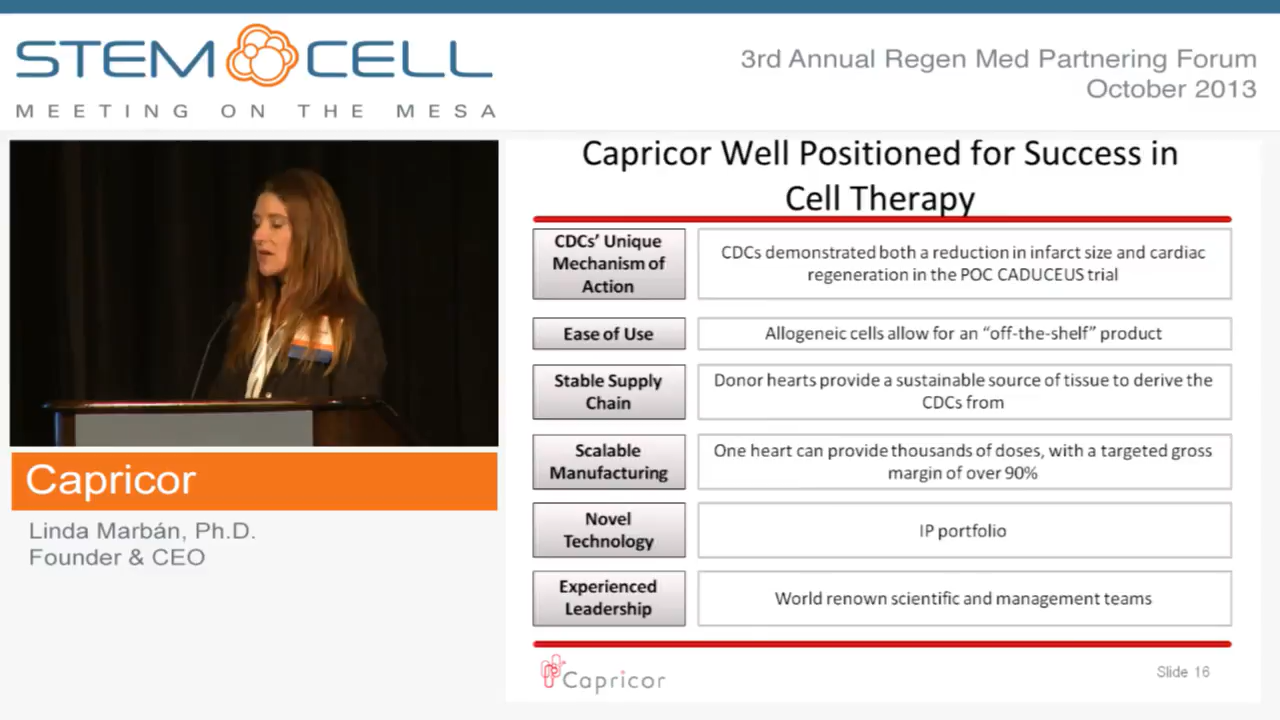 STEM CELL
MEETING ON THE MESA
3rd Annual Regen Med Partnering Forum
October 2013
Capricor Well Positioned for Success in
Cell Therapy
CDCs' Unique
Mechanism of
Action
CDCs demonstrated both a reduction in infarct size and cardiac
regeneration in the POC CADUCEUS trial
Ease of Use
Allogeneic cells allow for an “off-the-shelf” product
Stable Supply
Chain
Donor hearts provide a sustainable source of tissue to derive the
CDCs from
Scalable
Manufacturing
One heart can provide thousands of doses, with a targeted gross
margin of over 90%
Novel
Technology
IP portfolio
Experienced
Leadership
World renown scientific and management teams
Capricor
Slide 16
Capricor
Linda Marbán, Ph.D.
Founder & CEO